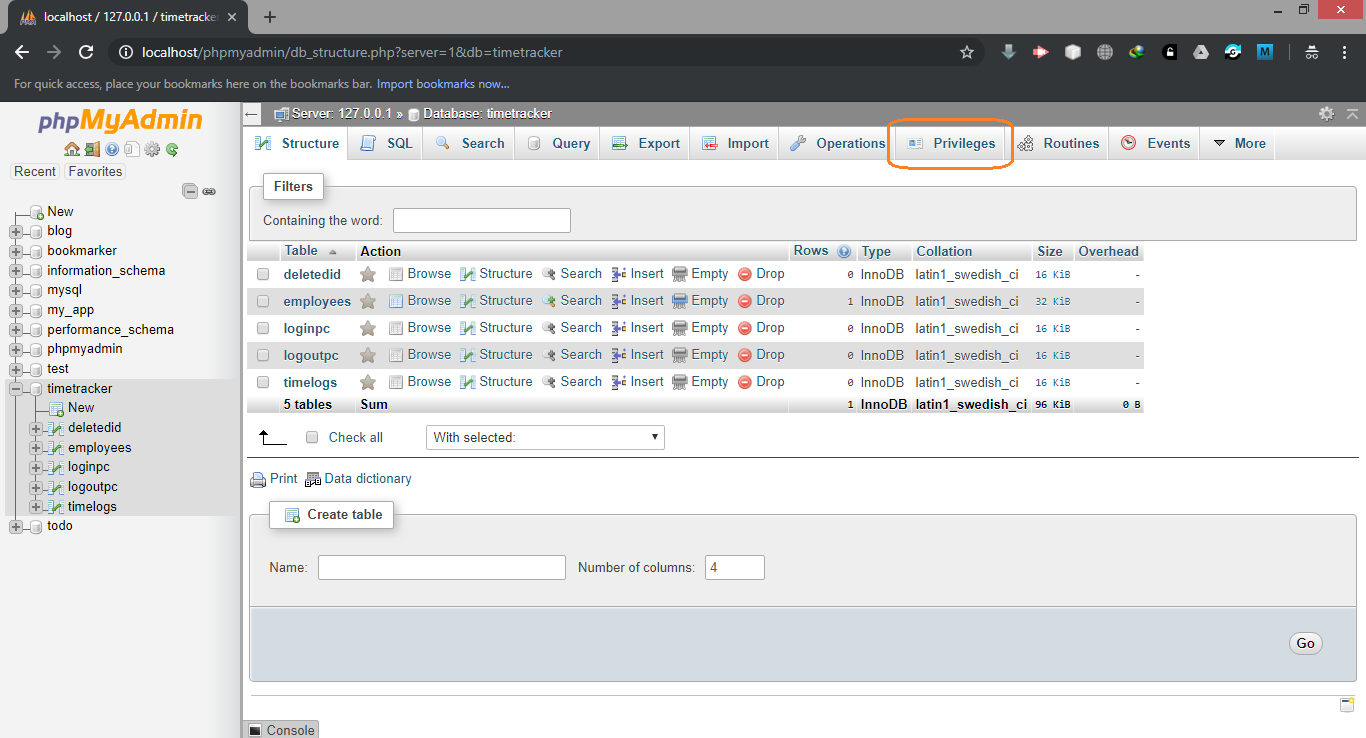 localhost / 127.0.0.1 / timetracke
localhost/phpmyadmin/db_structure.php?server=1&db=timetracker
M
For quick access, place your bookmarks here on the bookmarks bar. Import bookmarks now...
phpMyAdmin
Recent Favorites
New
blog
bookmarker
information_schema
mysql
my_app
performance_schema
phpmyadmin
test
timetracker
New
deletedid
employees
loginpc
logoutpc
timelogs
todo
Server: 127.0.0.1 » Database: timetracker
Structure SQL Search Query Export Import Operations Privileges Routines Events More
Filters
Containing the word:
Table Action Rows Type Collation Size Overhead
deletedid Browse Structure Search Insert Empty Drop 0 InnoDB latin1_swedish_ci 16 KiB -
employees Browse Structure Search Insert Empty Drop 1 InnoDB latin1_swedish_ci 32 KiB -
loginpc Browse Structure Search Insert Empty Drop 0 InnoDB latin1_swedish_ci 16 KiB -
logoutpc Browse Structure Search Insert Empty Drop 0 InnoDB latin1_swedish_ci 16 KiB -
timelogs Browse Structure Search Insert Empty Drop 0 InnoDB latin1_swedish_ci 16 KiB -
5 tables Sum 1 InnoDB latin1_swedish_ci 96 KiB 0 B
Check all With selected:
Print Data dictionary
Create table
Name: Number of columns: 4
Go
Console